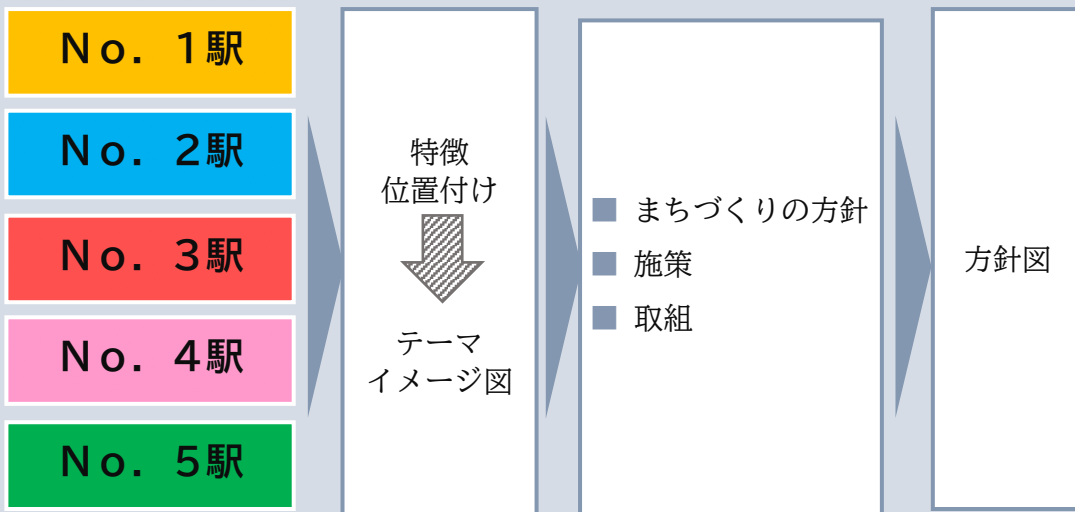 No. 1駅
No. 2駅
No. 3駅
No. 4駅
No. 5駅
特徴
位置付け
テーマ
イメージ図
■ まちづくりの方針
■ 施策
■ 取組
方針図